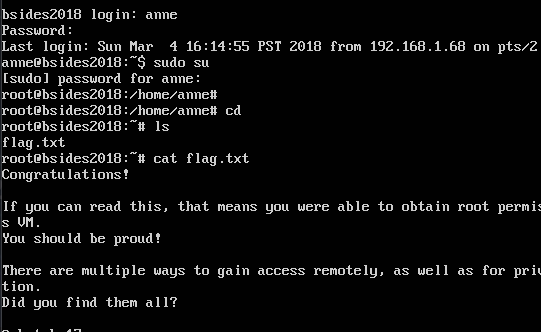 bsides2018 login: anne
Password:
Last login: Sun Mar  4 16:14:55 PST 2018 from 192.168.1.68 on pts/2
anne@bsides2018:~$ sudo su
[sudo] password for anne:
root@bsides2018:/home/anne#
root@bsides2018:/home/anne# cd
root@bsides2018:~# ls
flag.txt
root@bsides2018:~# cat flag.txt
Congratulations!
If you can read this, that means you were able to obtain root permis
s VM.
You should be proud!
There are multiple ways to gain access remotely, as well as for priv
tion.
Did you find them all?